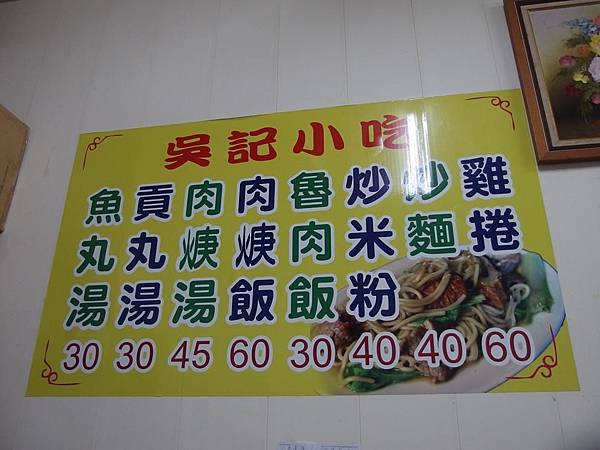 吳記小吃
魚丸湯 30
貢丸湯 30
肉焿湯 45
肉焿飯 60
魯肉飯 30
炒米粉 40
炒麵 40
雞捲 60